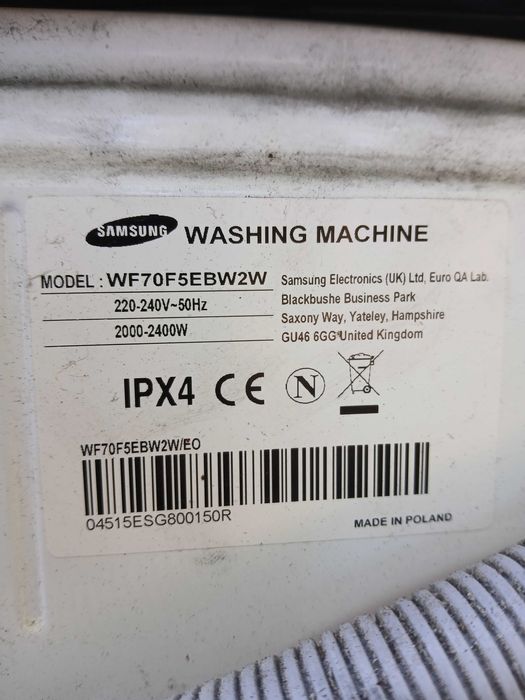 SAMSUNG WASHING MACHINE
MODEL : WF70F5EBW2W
220-240V~50Hz
2000-2400W
Samsung Electronics (UK) Ltd, Euro QA Lab.
Blackbushe Business Park
Saxony Way, Yateley, Hampshire
GU46 6GG United Kingdom
IPX4 CE N
WF70F5EBW2W/EO
04515ESG800150R
MADE IN POLAND